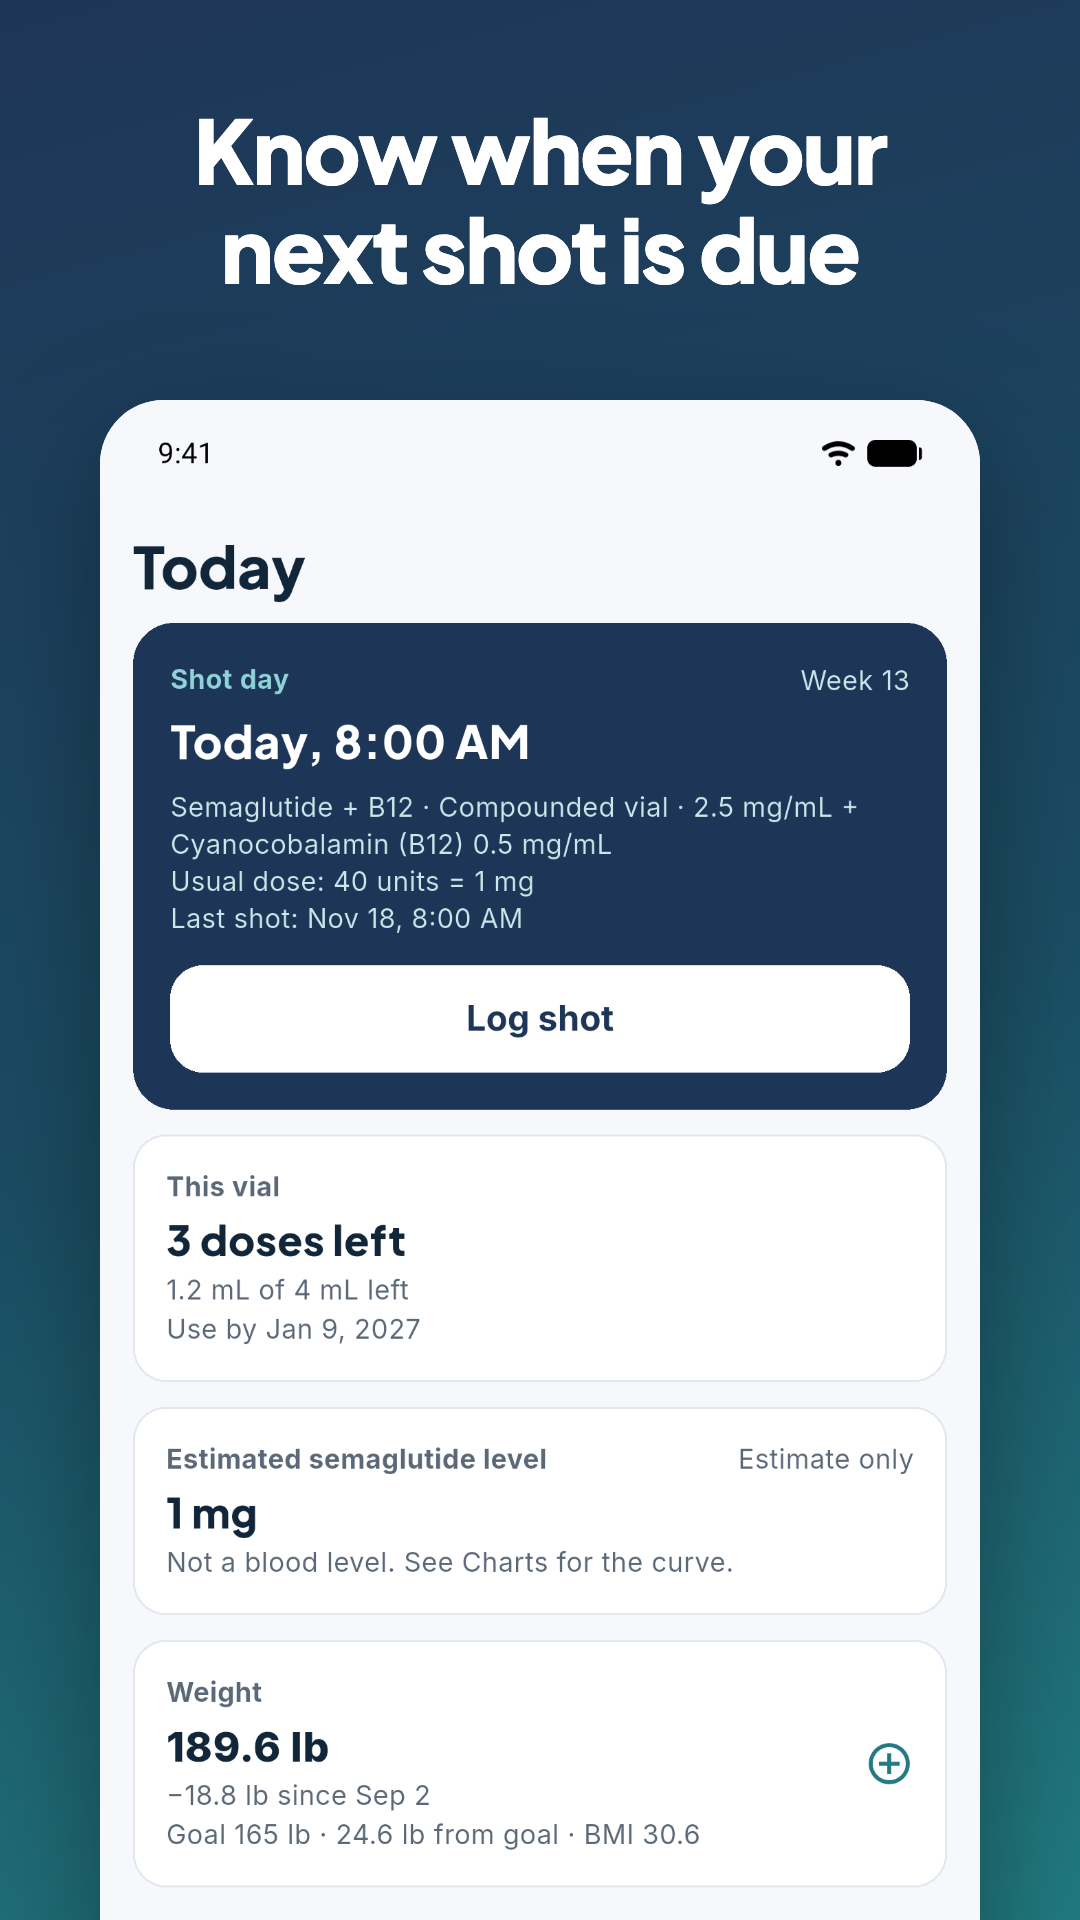 Know when your
next shot is due
9:41
Today
Shot day
Week 13
Today, 8:00 AM
Semaglutide + B12 · Compounded vial · 2.5 mg/mL +
Cyanocobalamin (B12) 0.5 mg/mL
Usual dose: 40 units = 1 mg
Last shot: Nov 18, 8:00 AM
Log shot
This vial
3 doses left
1.2 mL of 4 mL left
Use by Jan 9, 2027
Estimated semaglutide level
Estimate only
1 mg
Not a blood level. See Charts for the curve.
Weight
189.6 lb
−18.8 lb since Sep 2
Goal 165 lb · 24.6 lb from goal · BMI 30.6